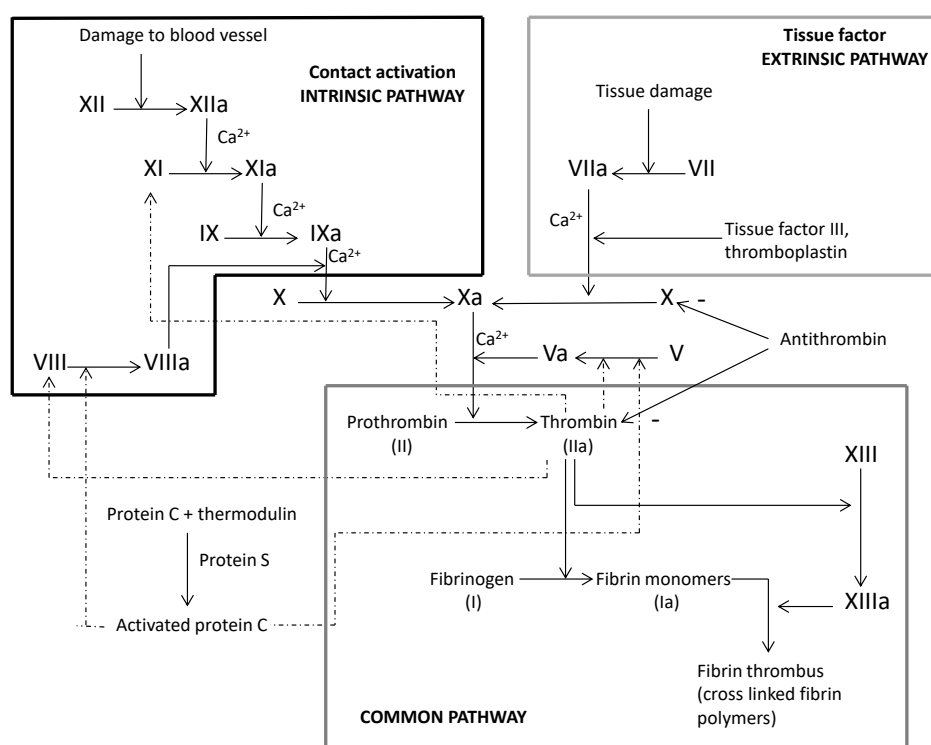 Damage to blood vessel
Contact activation
INTRINSIC PATHWAY
XII
XIIa
Ca²⁺
XI
XIa
Ca²⁺
IX
IXa
Ca²⁺
VIII
VIIIa
Tissue factor
EXTRINSIC PATHWAY
Tissue damage
VIIa
VII
Ca²⁺
Tissue factor III,
thromboplastin
X
Xa
X
-
Ca²⁺
Va
V
Antithrombin
Prothrombin
(II)
Thrombin
(IIa)
-
XIII
Protein C + thermodulin
Protein S
Activated protein C
Fibrinogen
(I)
Fibrin monomers
(Ia)
XIIIa
Fibrin thrombus
(cross linked fibrin
polymers)
COMMON PATHWAY